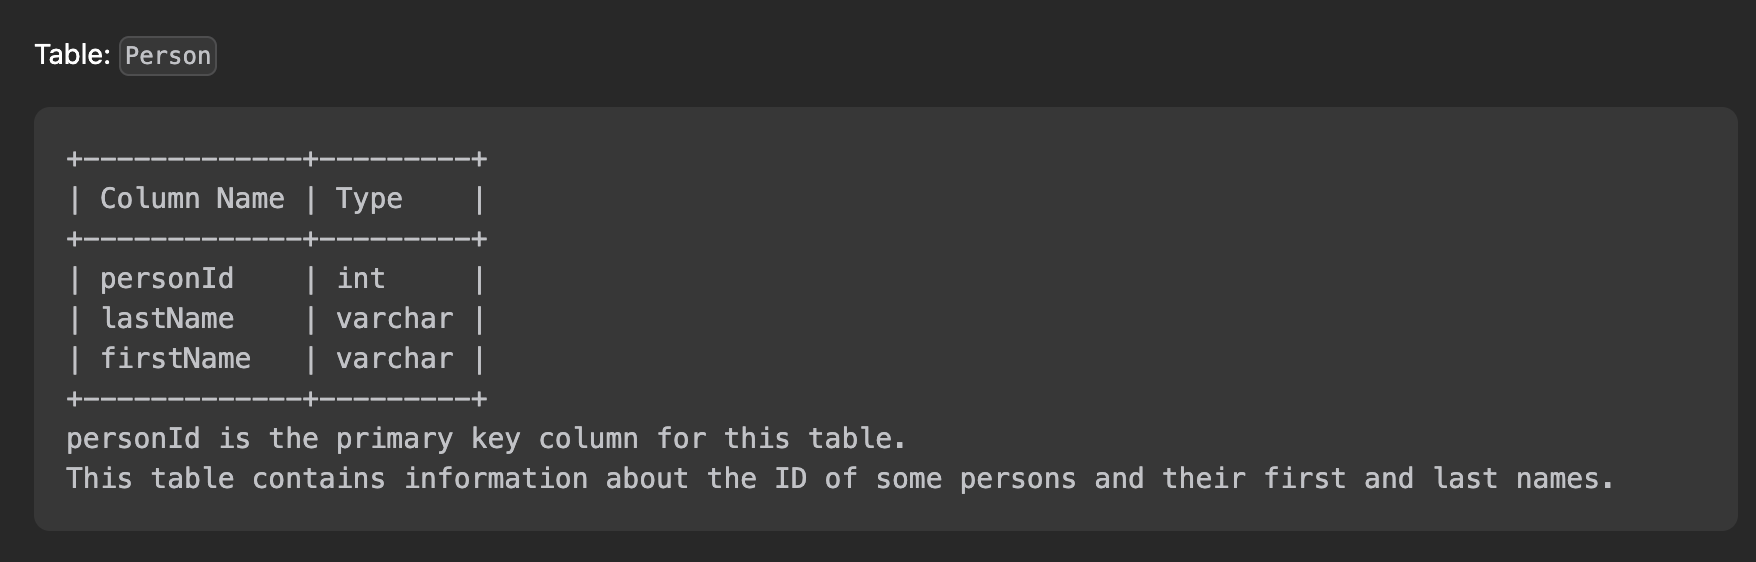 Table: Person
+-------------+---------+
| Column Name | Type    |
+-------------+---------+
| personId    | int     |
| lastName    | varchar |
| firstName   | varchar |
+-------------+---------+
personId is the primary key column for this table.
This table contains information about the ID of some persons and their first and last names.